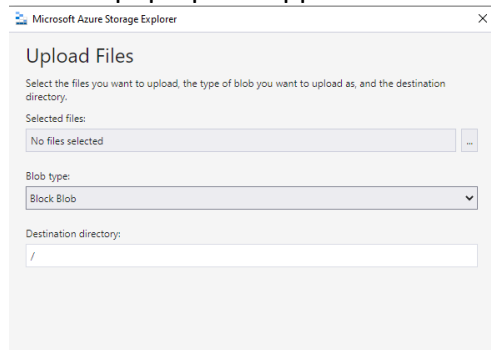 Microsoft Azure Storage Explorer
Upload Files
Select the files you want to upload, the type of blob you want to upload as, and the destination
directory.
Selected files:
No files selected
...
Blob type:
Block Blob
Destination directory:
/